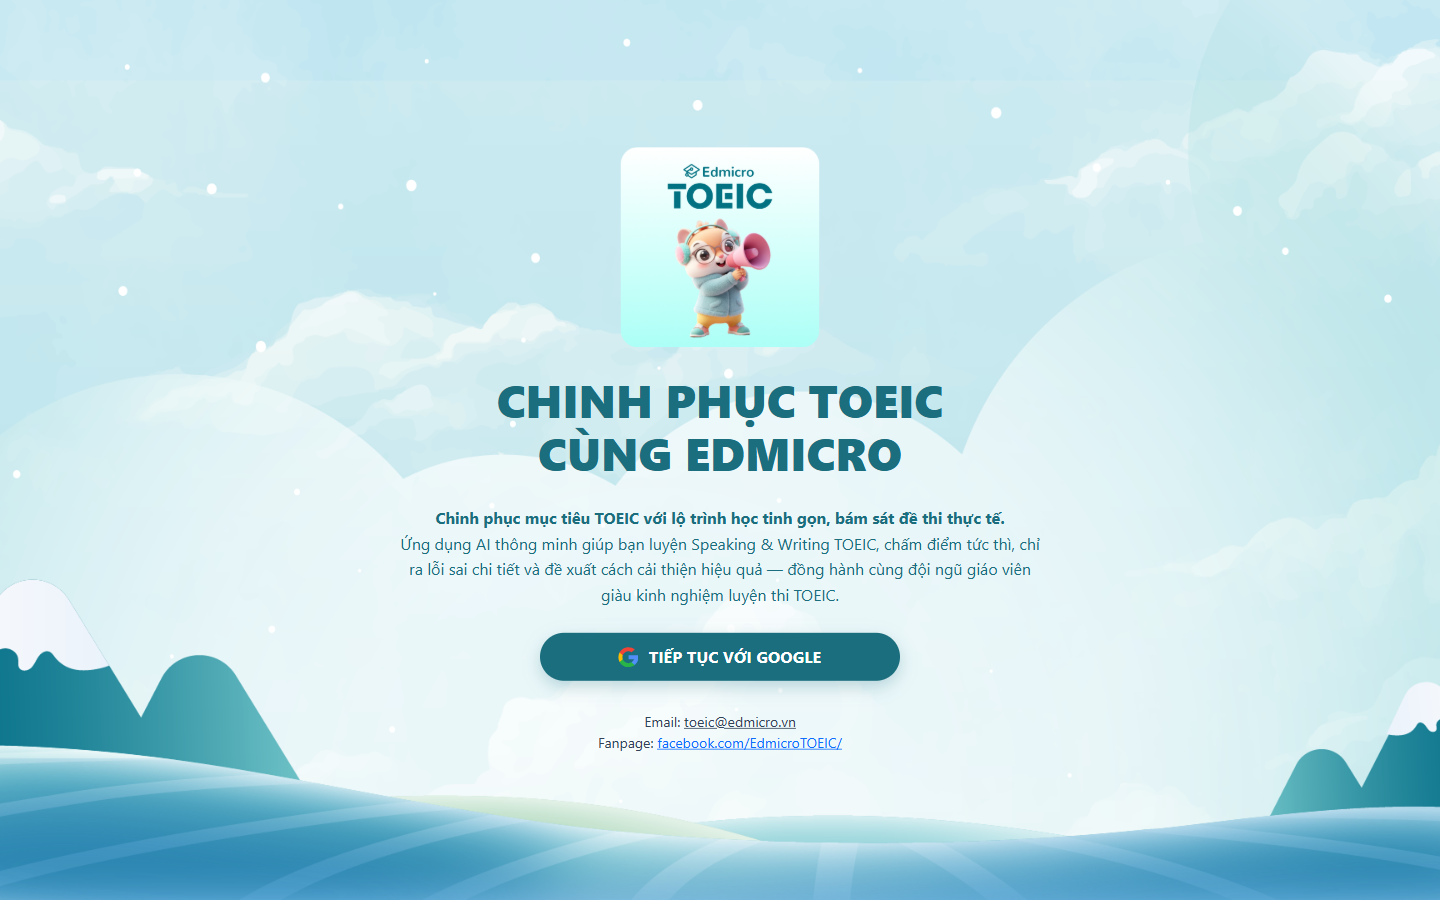 Edmicro
TOEIC
CHINH PHỤC TOEIC
CÙNG EDMICRO
Chinh phục mục tiêu TOEIC với lộ trình học tinh gọn, bám sát đề thi thực tế.
Ứng dụng AI thông minh giúp bạn luyện Speaking & Writing TOEIC, chấm điểm tức thì, chỉ
ra lỗi sai chi tiết và đề xuất cách cải thiện hiệu quả — đồng hành cùng đội ngũ giáo viên
giàu kinh nghiệm luyện thi TOEIC.
TIẾP TỤC VỚI GOOGLE
Email: toeic@edmicro.vn
Fanpage: facebook.com/EdmicroTOEIC/